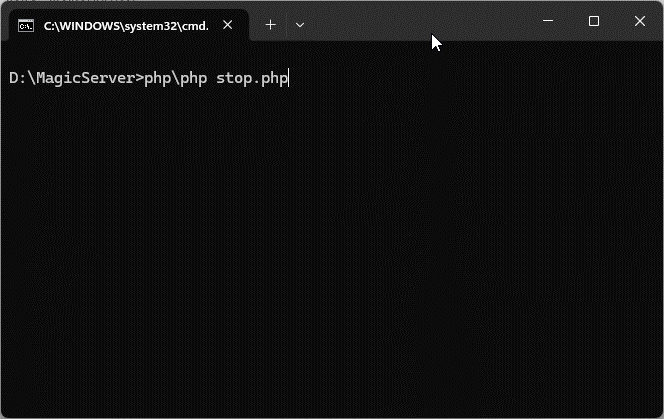 C:\WINDOWS\system32\cmd.
D:\MagicServer>php\php stop.php